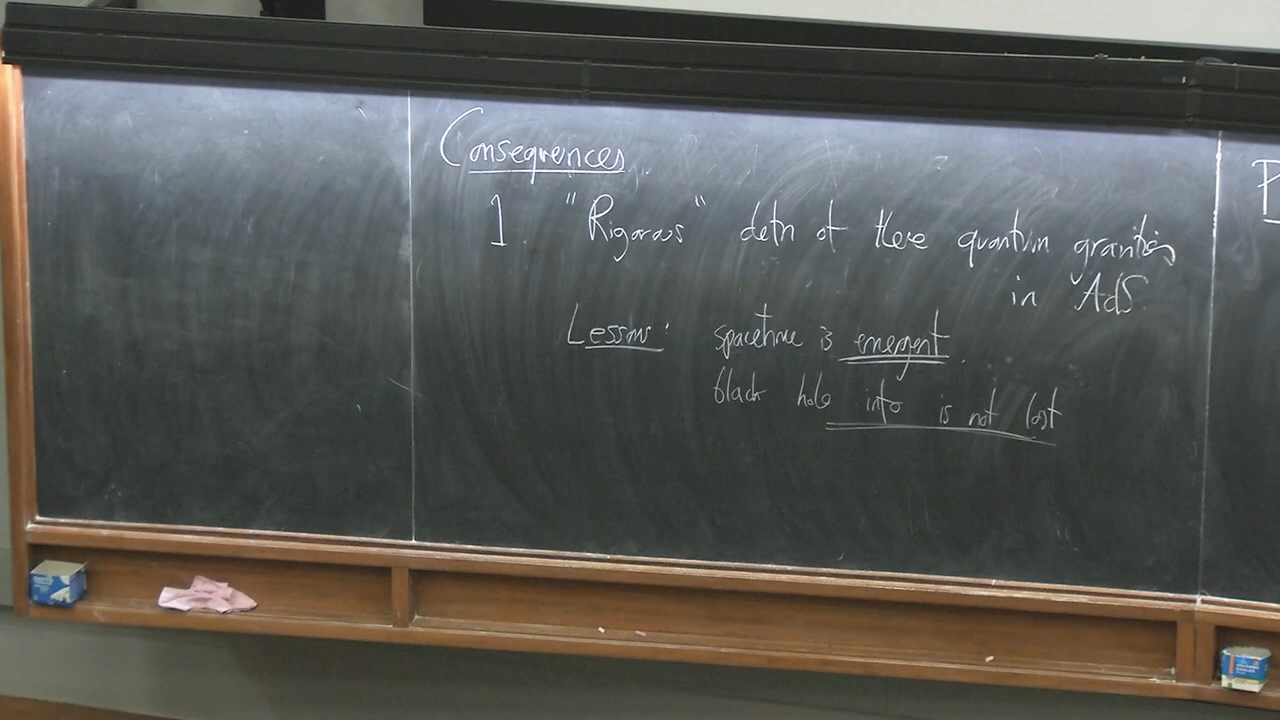 Consequences
1 "Rigorous" defn of these quantum gravities
in AdS
Lesson: spacetime is emergent.
black hole info is not lost
P